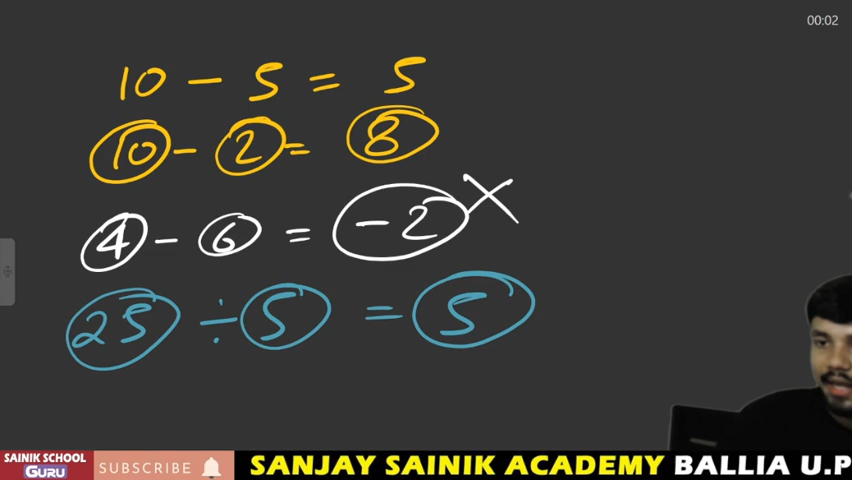 00:02
10 - 5 = 5
10 - 2 = 8
4 - 6 = -2 ×
25 ÷ 5 = 5
SAINIK SCHOOL
GURU
SUBSCRIBE
SANJAY SAINIK ACADEMY BALLIA U.P